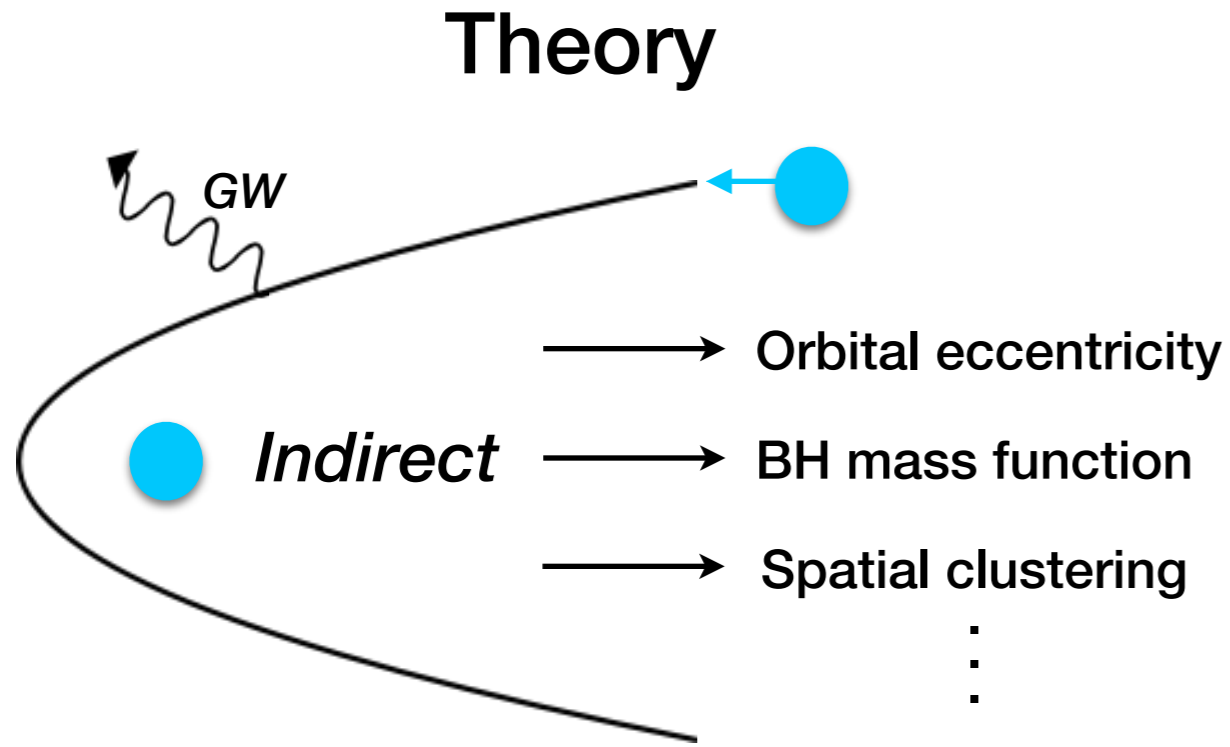 Theory
GW
Orbital eccentricity
Indirect
BH mass function
Spatial clustering
.
.
.